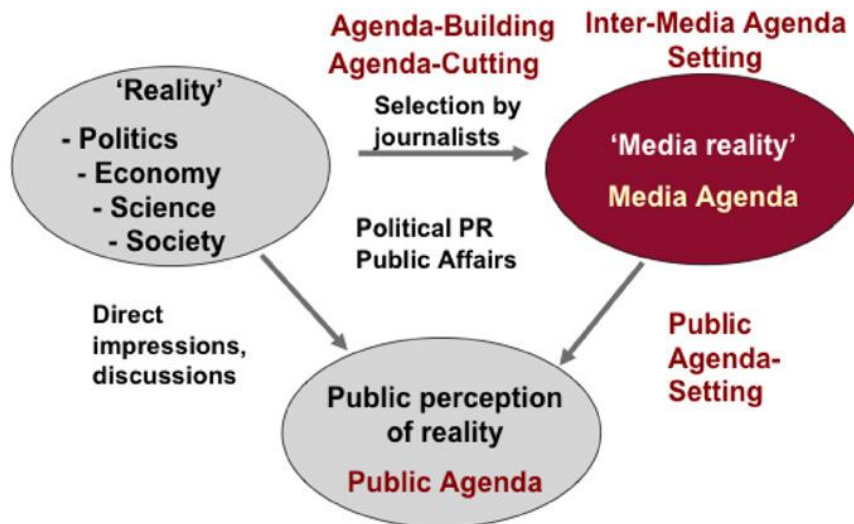 Agenda-Building
Agenda-Cutting
Inter-Media Agenda
Setting
‘Reality’
- Politics
- Economy
- Science
- Society
Selection by
journalists
‘Media reality’
Media Agenda
Political PR
Public Affairs
Direct
impressions,
discussions
Public
Agenda-
Setting
Public perception
of reality
Public Agenda